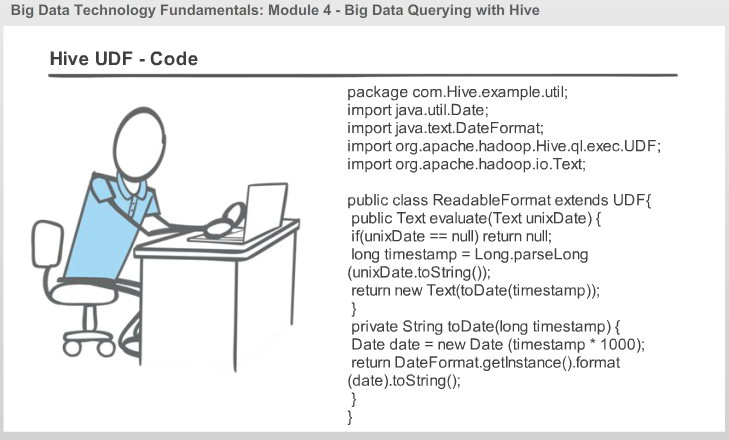 Big Data Technology Fundamentals: Module 4 - Big Data Querying with Hive
Hive UDF - Code
package com.Hive.example.util;
import java.util.Date;
import java.text.DateFormat;
import org.apache.hadoop.Hive.ql.exec.UDF;
import org.apache.hadoop.io.Text;
public class ReadableFormat extends UDF{
public Text evaluate(Text unixDate) {
if(unixDate == null) return null;
long timestamp = Long.parseLong
(unixDate.toString());
return new Text(toDate(timestamp));
}
private String toDate(long timestamp) {
Date date = new Date (timestamp * 1000);
return DateFormat.getInstance().format
(date).toString();
}
}